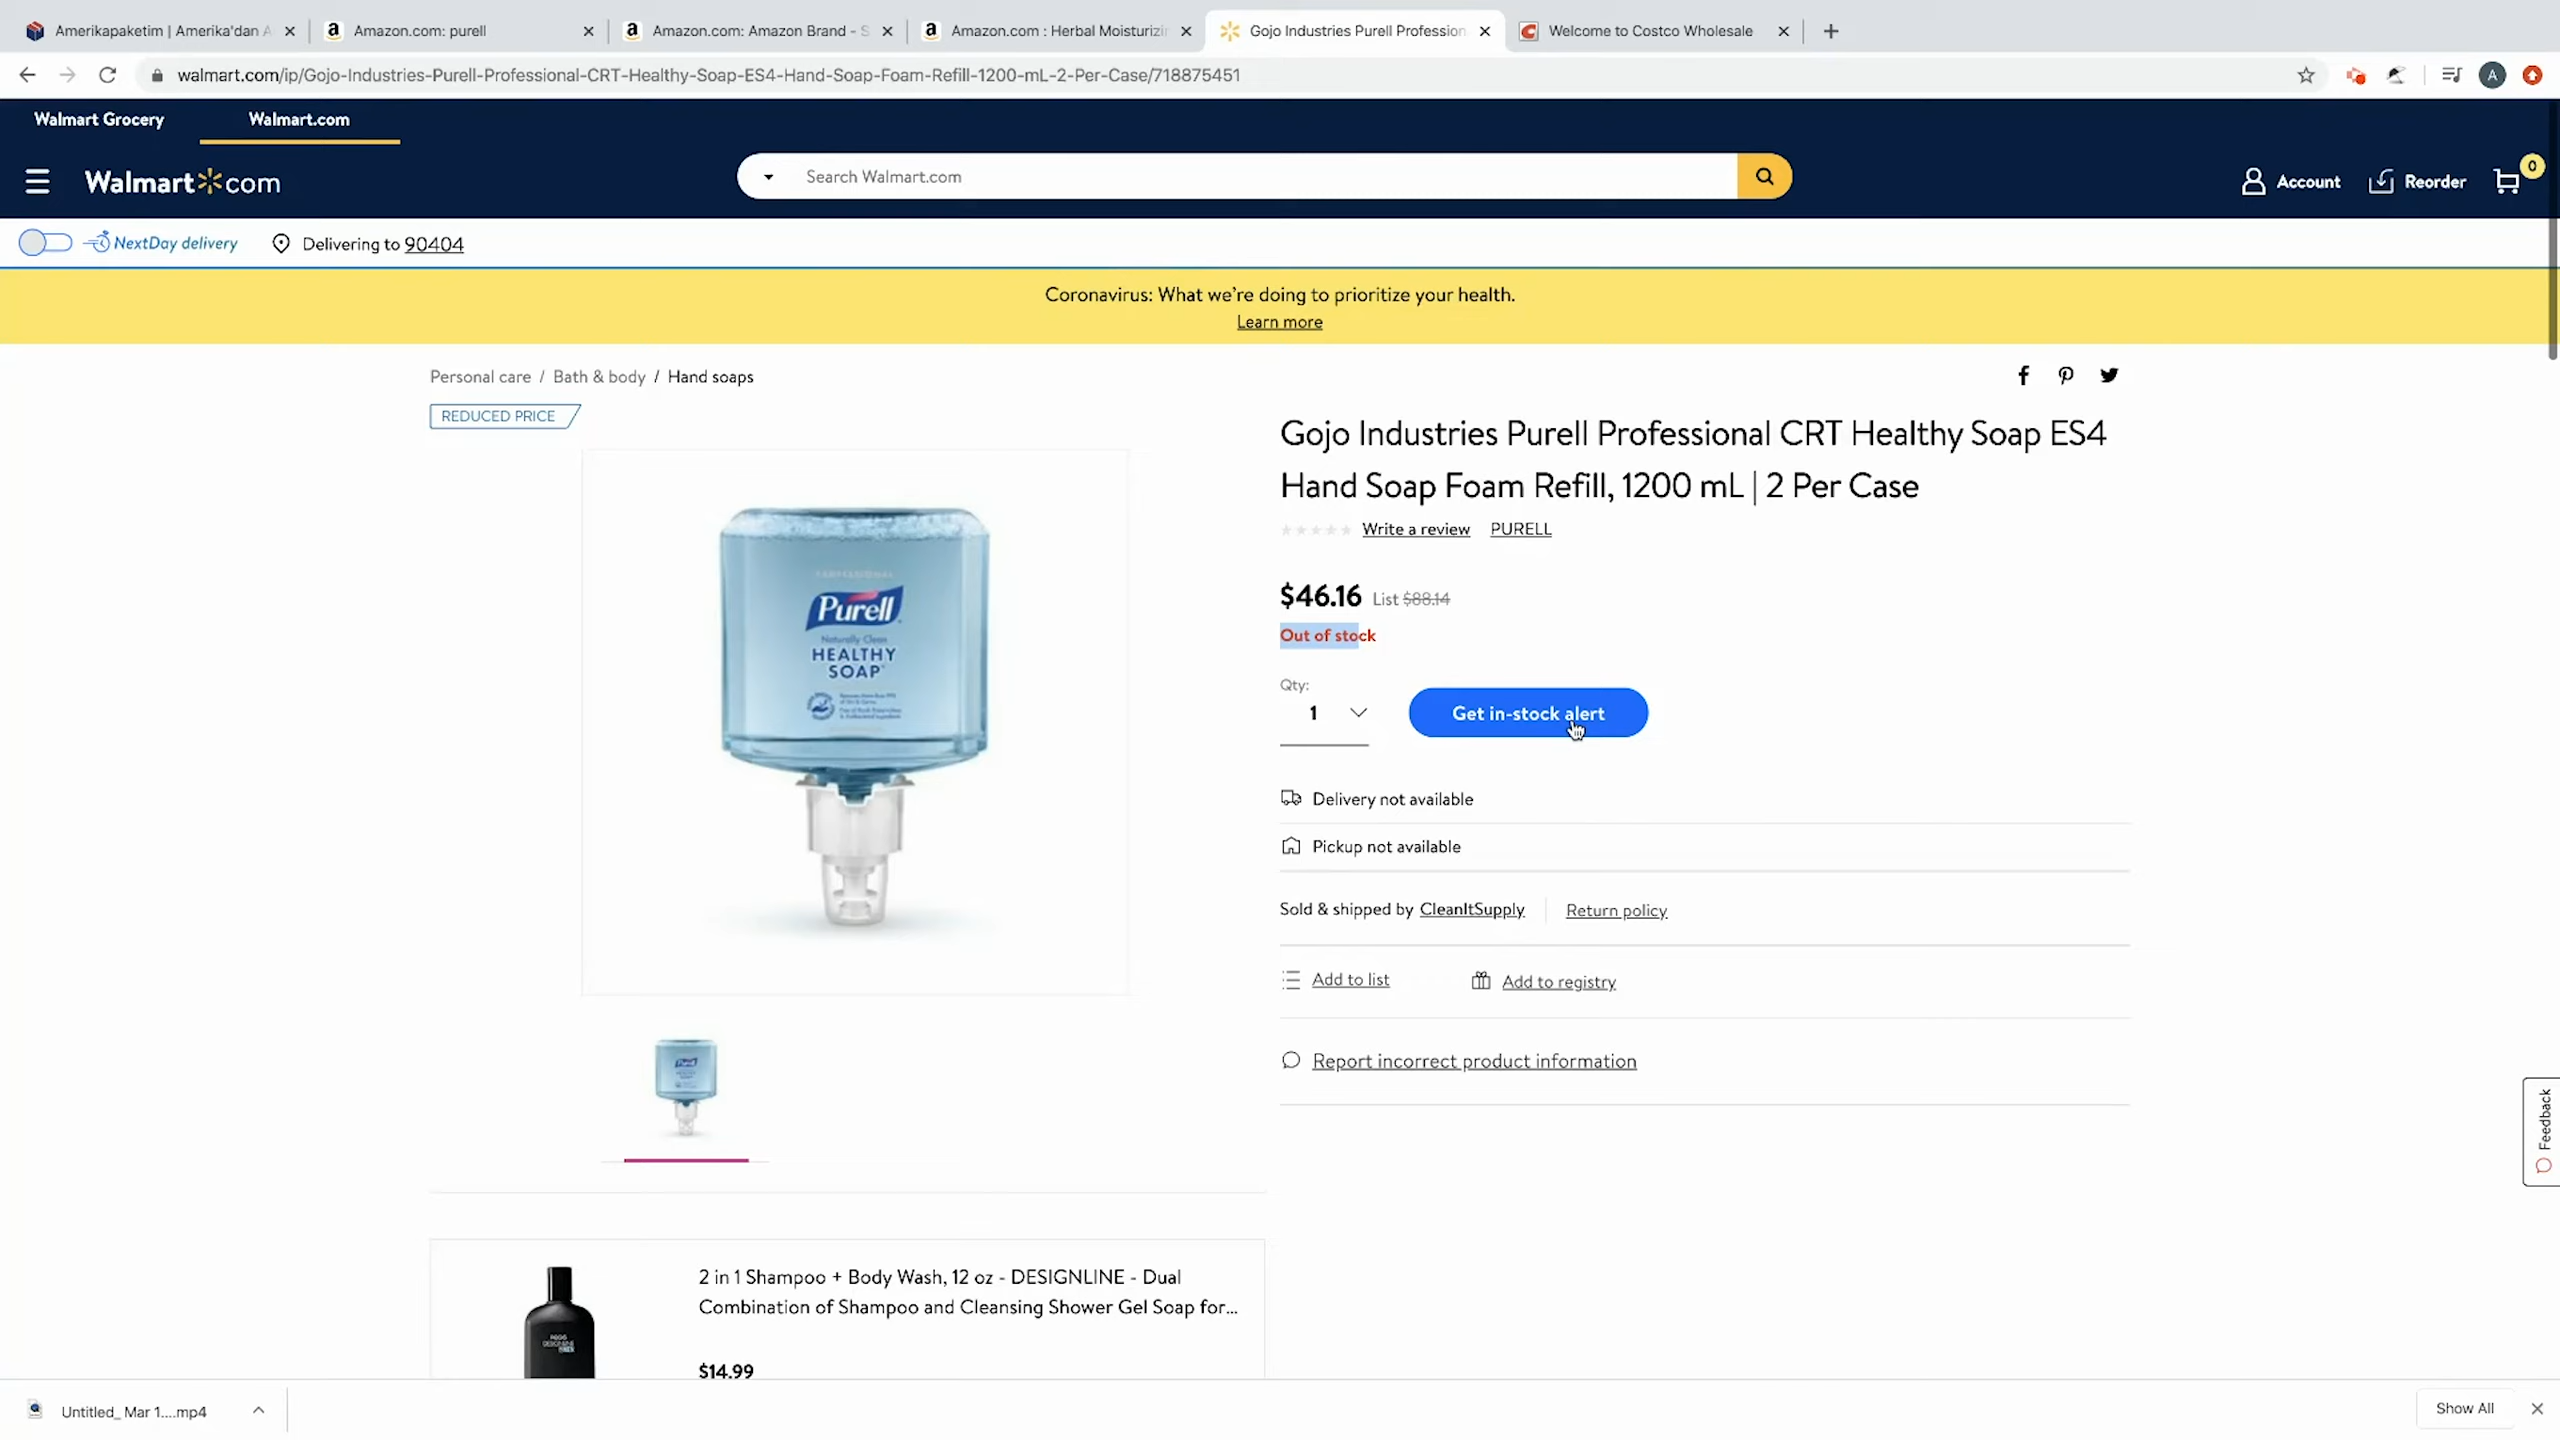 Amerikapaketim | Amerika'dan A
Amazon.com: purell
Amazon.com: Amazon Brand - S
Amazon.com : Herbal Moisturizin
Gojo Industries Purell Profession
Welcome to Costco Wholesale
walmart.com/ip/Gojo-Industries-Purell-Professional-CRT-Healthy-Soap-ES4-Hand-Soap-Foam-Refill-1200-mL-2-Per-Case/718875451
A
Walmart Grocery
Walmart.com
Walmart com
Search Walmart.com
Account
Reorder
0
NextDay delivery
Delivering to 90404
Coronavirus: What we're doing to prioritize your health.
Learn more
Personal care / Bath & body / Hand soaps
REDUCED PRICE
Gojo Industries Purell Professional CRT Healthy Soap ES4
Hand Soap Foam Refill, 1200 mL | 2 Per Case
Write a review PURELL
$46.16 List $88.14
Out of stock
Qty:
1
Get in-stock alert
Delivery not available
Pickup not available
Sold & shipped by CleanItSupply
Return policy
Add to list
Add to registry
Report incorrect product information
PROFESSIONAL
Purell
Naturally Clean
HEALTHY
SOAP
Purell
Feedback
2 in 1 Shampoo + Body Wash, 12 oz - DESIGNLINE - Dual
Combination of Shampoo and Cleansing Shower Gel Soap for...
$14.99
Untitled_ Mar 1....mp4
Show All